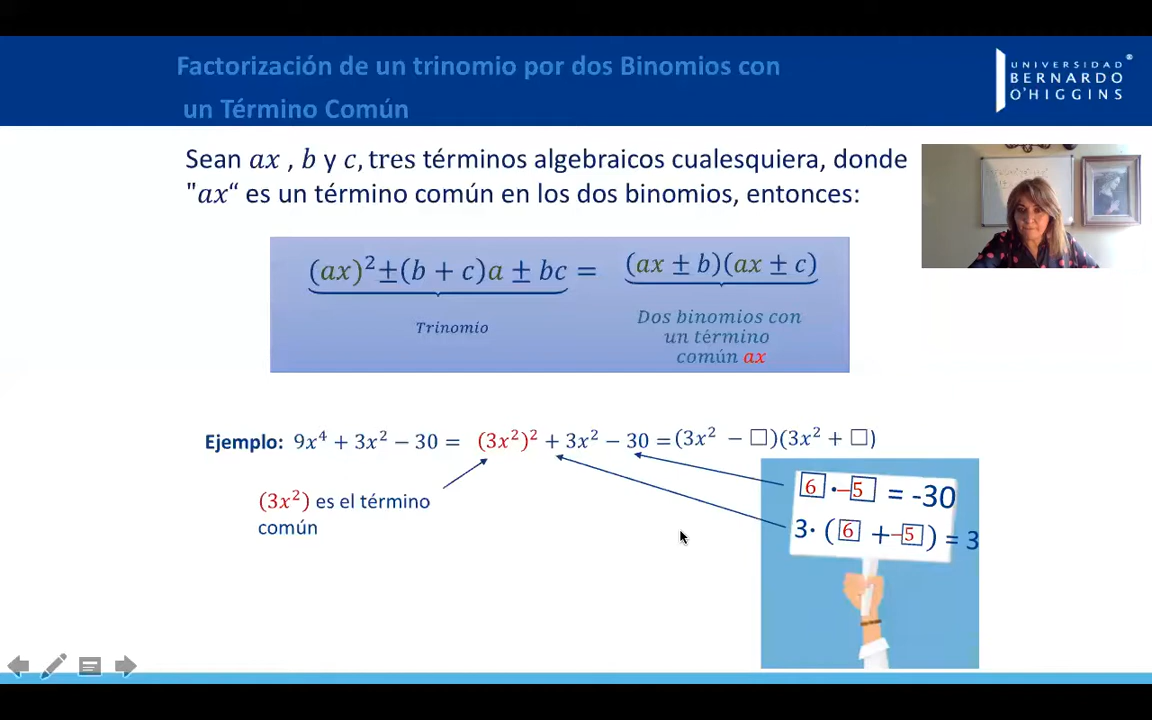 Factorización de un trinomio por dos Binomios con
un Término Común
UNIVERSIDAD
BERNARDO
O'HIGGINS
®
Sean ax , b y c, tres términos algebraicos cualesquiera, donde
"ax“ es un término común en los dos binomios, entonces:
(ax)²±(b + c)a ± bc = (ax ± b)(ax ± c)
Trinomio
Dos binomios con
un término
común ax
Ejemplo: 9x⁴ + 3x² − 30 = (3x²)² + 3x² − 30 = (3x² − □)(3x² + □)
(3x²) es el término
común
6 · −5 = -30
3· ( 6 + −5 ) = 3